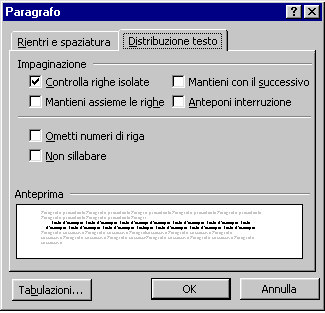 Paragrafo
Rientri e spaziatura Distribuzione testo
Impaginazione
Controlla righe isolate Mantieni con il successivo
Mantieni assieme le righe Anteponi interruzione
Ometti numeri di riga
Non sillabare
Anteprima
Tabulazioni... OK Annulla